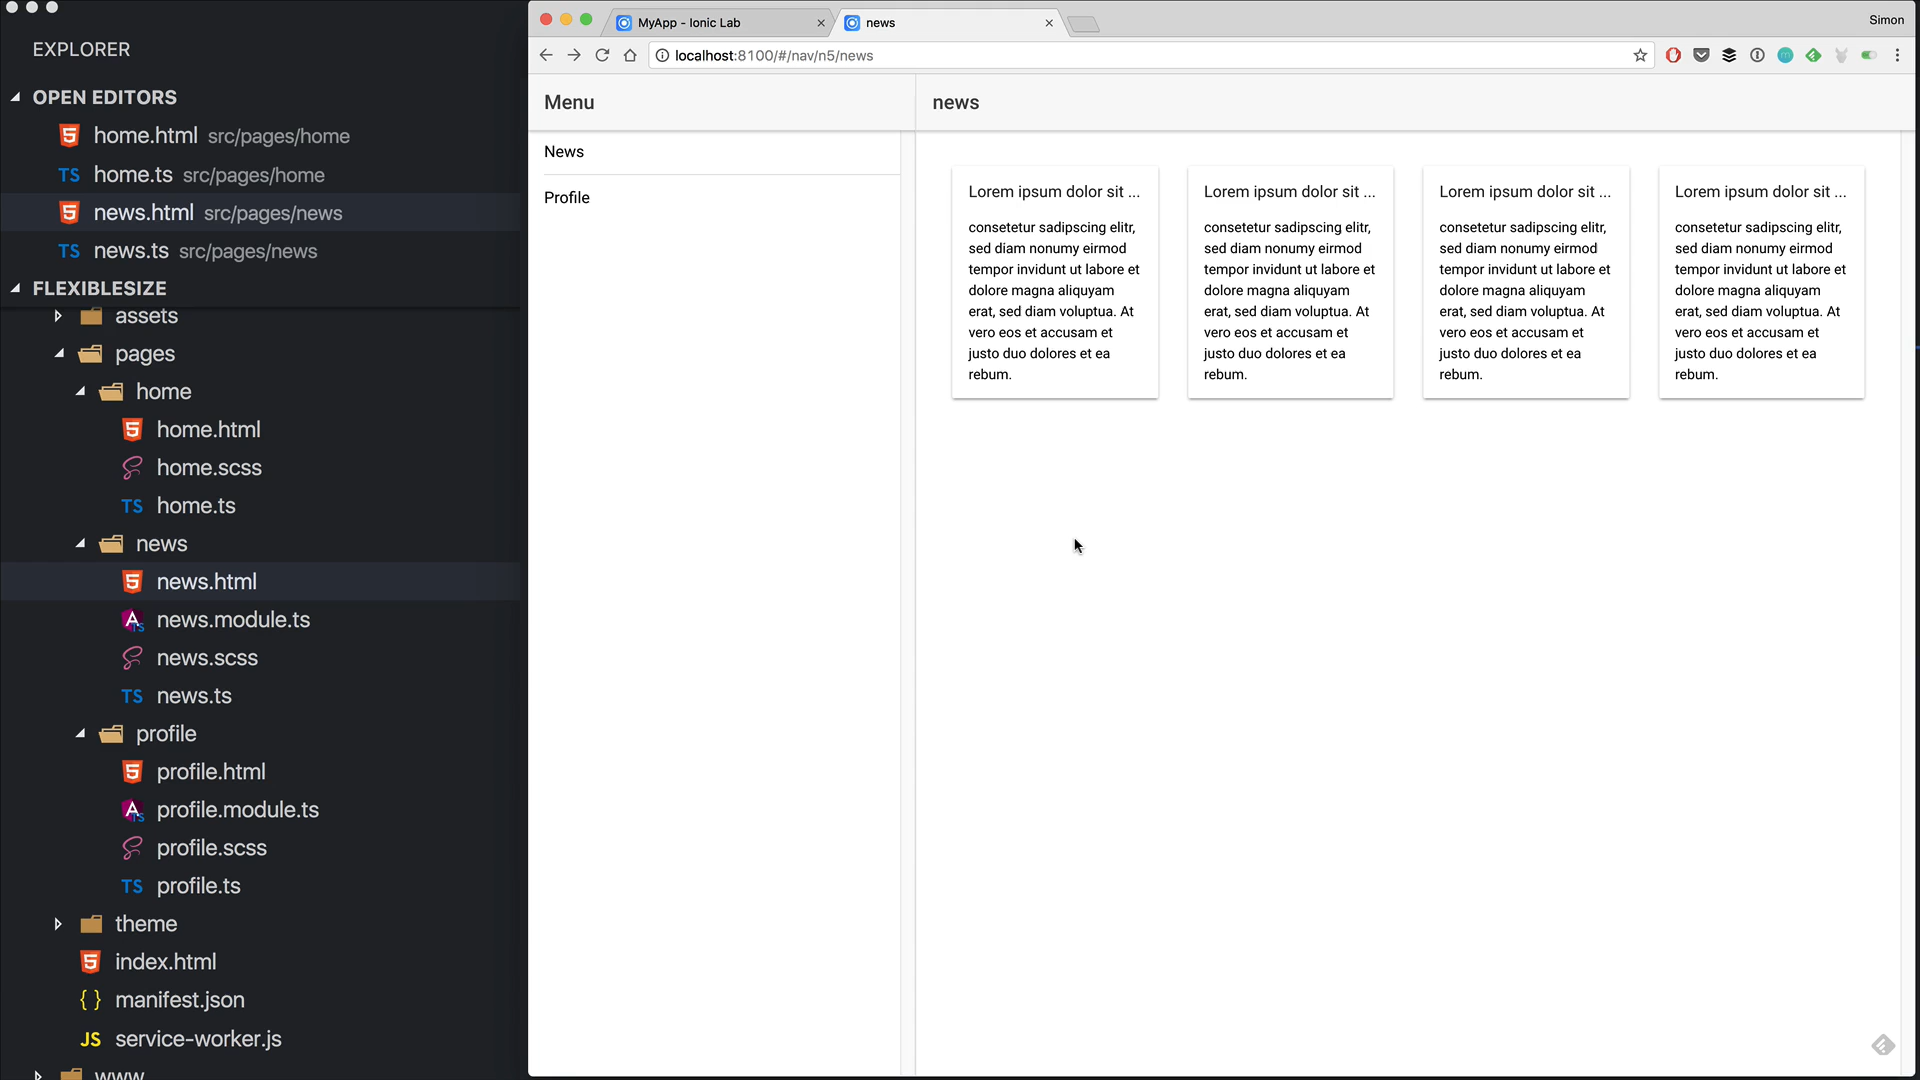 EXPLORER
OPEN EDITORS
home.html src/pages/home
TS home.ts src/pages/home
news.html src/pages/news
TS news.ts src/pages/news
FLEXIBLESIZE
assets
pages
home
home.html
home.scss
TS home.ts
news
news.html
news.module.ts
news.scss
TS news.ts
profile
profile.html
profile.module.ts
profile.scss
TS profile.ts
theme
index.html
{ } manifest.json
JS service-worker.js
www
MyApp - Ionic Lab
news
Simon
localhost:8100/#/nav/n5/news
Menu
News
Profile
news
Lorem ipsum dolor sit ...
consetetur sadipscing elitr,
sed diam nonumy eirmod
tempor invidunt ut labore et
dolore magna aliquyam
erat, sed diam voluptua. At
vero eos et accusam et
justo duo dolores et ea
rebum.
Lorem ipsum dolor sit ...
consetetur sadipscing elitr,
sed diam nonumy eirmod
tempor invidunt ut labore et
dolore magna aliquyam
erat, sed diam voluptua. At
vero eos et accusam et
justo duo dolores et ea
rebum.
Lorem ipsum dolor sit ...
consetetur sadipscing elitr,
sed diam nonumy eirmod
tempor invidunt ut labore et
dolore magna aliquyam
erat, sed diam voluptua. At
vero eos et accusam et
justo duo dolores et ea
rebum.
Lorem ipsum dolor sit ...
consetetur sadipscing elitr,
sed diam nonumy eirmod
tempor invidunt ut labore et
dolore magna aliquyam
erat, sed diam voluptua. At
vero eos et accusam et
justo duo dolores et ea
rebum.